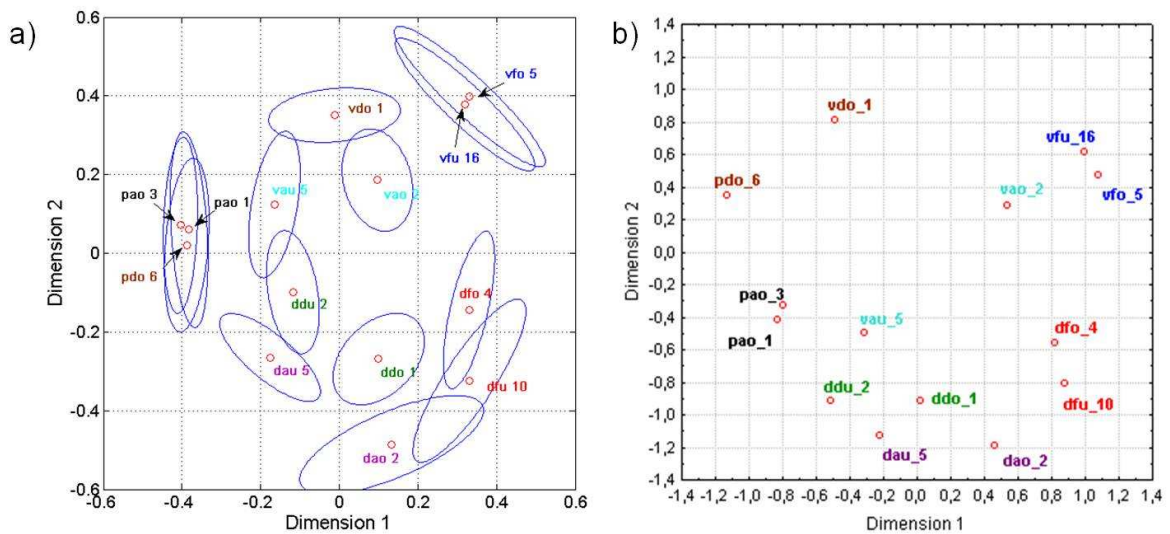 a)
0.6
0.4
0.2
0
-0.2
-0.4
-0.6
Dimension 2
-0.6 -0.4 -0.2 0 0.2 0.4 0.6
Dimension 1
vfo 5
vdo 1
vfu 16
vau 5
vao 2
pao 3
pao 1
pdo 6
ddu 2
dfo 4
dau 5
ddo 1
dfu 10
dao 2
b)
1,4
1,2
1,0
0,8
0,6
0,4
0,2
0,0
-0,2
-0,4
-0,6
-0,8
-1,0
-1,2
-1,4
Dimension 2
-1,4 -1,2 -1,0 -0,8 -0,6 -0,4 -0,2 0,0 0,2 0,4 0,6 0,8 1,0 1,2 1,4
Dimension 1
vdo_1
vfu_16
pdo_6
vao_2
vfo_5
pao_3
pao_1
vau_5
dfo_4
ddu_2
ddo_1
dfu_10
dau_5
dao_2